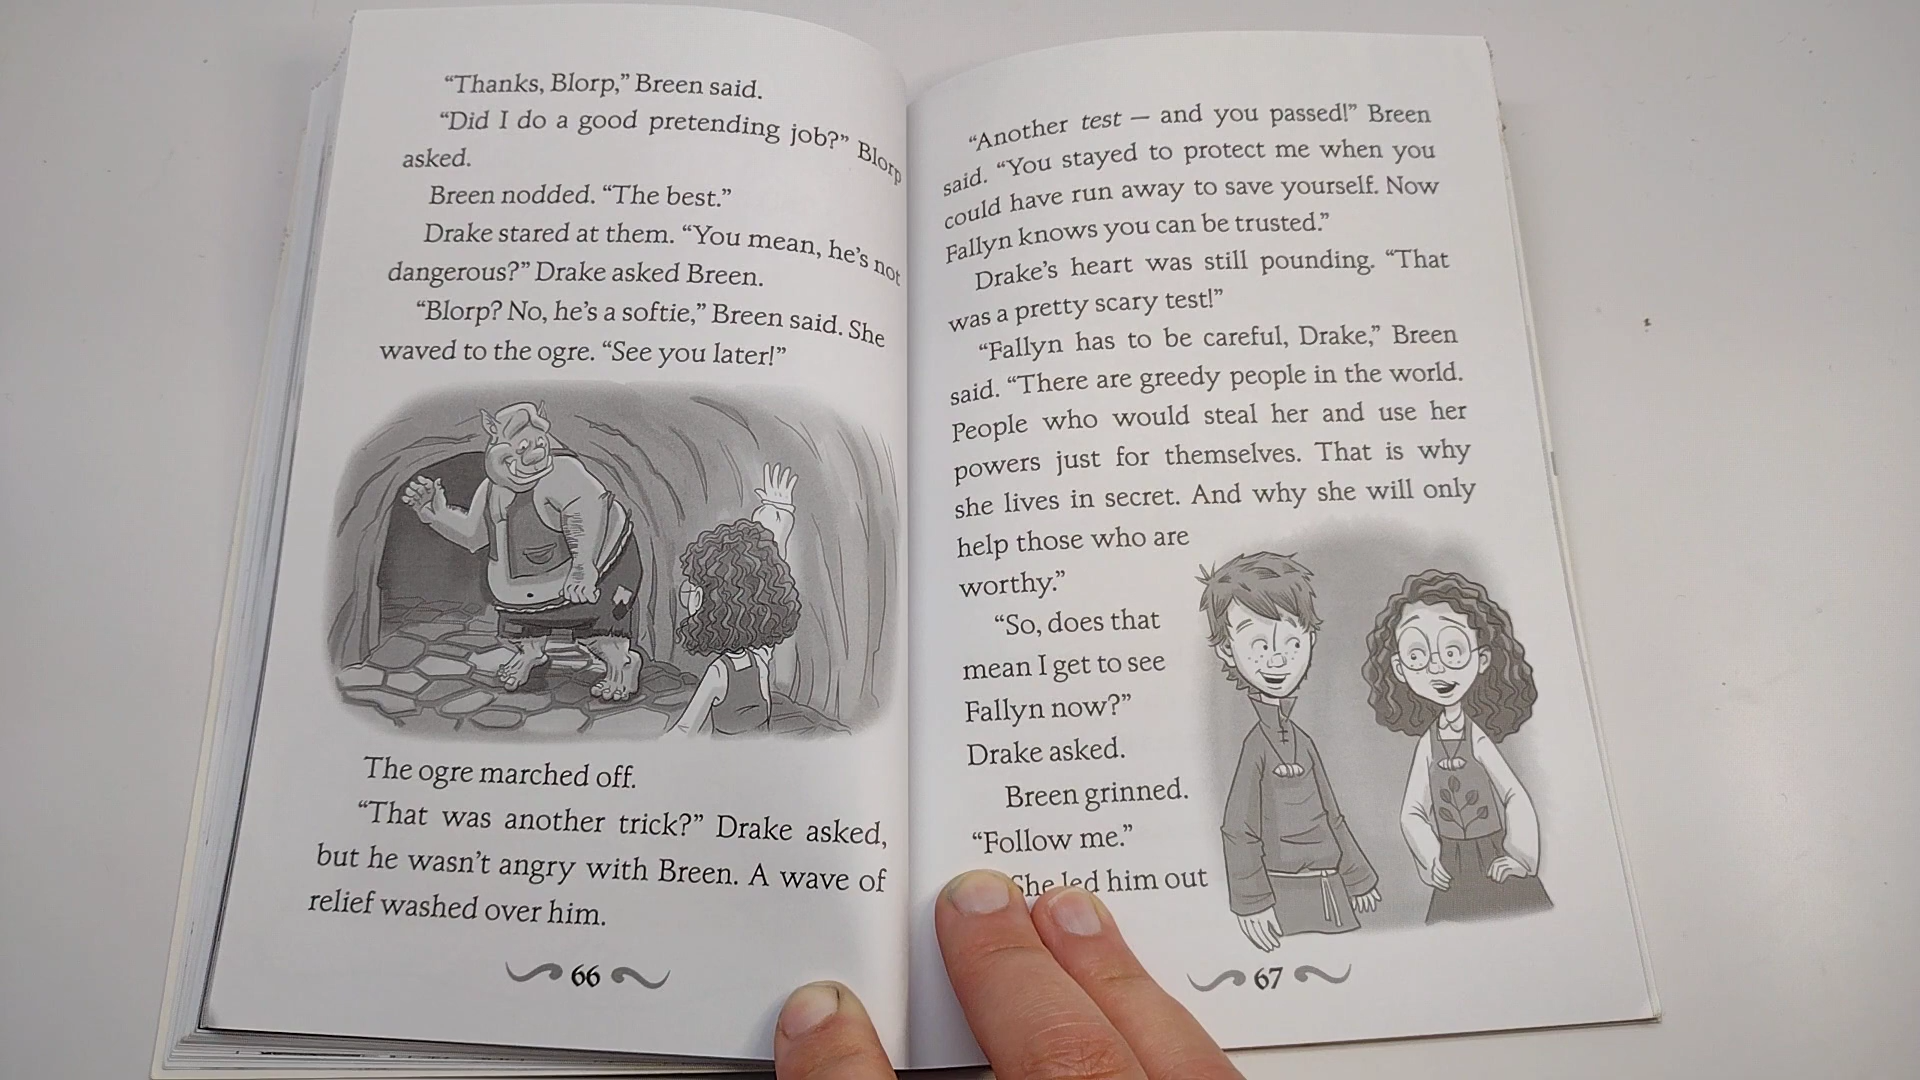 “Thanks, Blorp,” Breen said.
“Did I do a good pretending job?” Blorp
asked.
Breen nodded. “The best.”
Drake stared at them. “You mean, he’s not
dangerous?” Drake asked Breen.
“Blorp? No, he’s a softie,” Breen said. She
waved to the ogre. “See you later!”
The ogre marched off.
“That was another trick?” Drake asked,
but he wasn’t angry with Breen. A wave of
relief washed over him.
66
“Another test — and you passed!” Breen
said. “You stayed to protect me when you
could have run away to save yourself. Now
Fallyn knows you can be trusted.”
Drake’s heart was still pounding. “That
was a pretty scary test!”
“Fallyn has to be careful, Drake,” Breen
said. “There are greedy people in the world.
People who would steal her and use her
powers just for themselves. That is why
she lives in secret. And why she will only
help those who are
worthy.”
“So, does that
mean I get to see
Fallyn now?”
Drake asked.
Breen grinned.
“Follow me.”
She led him out
67